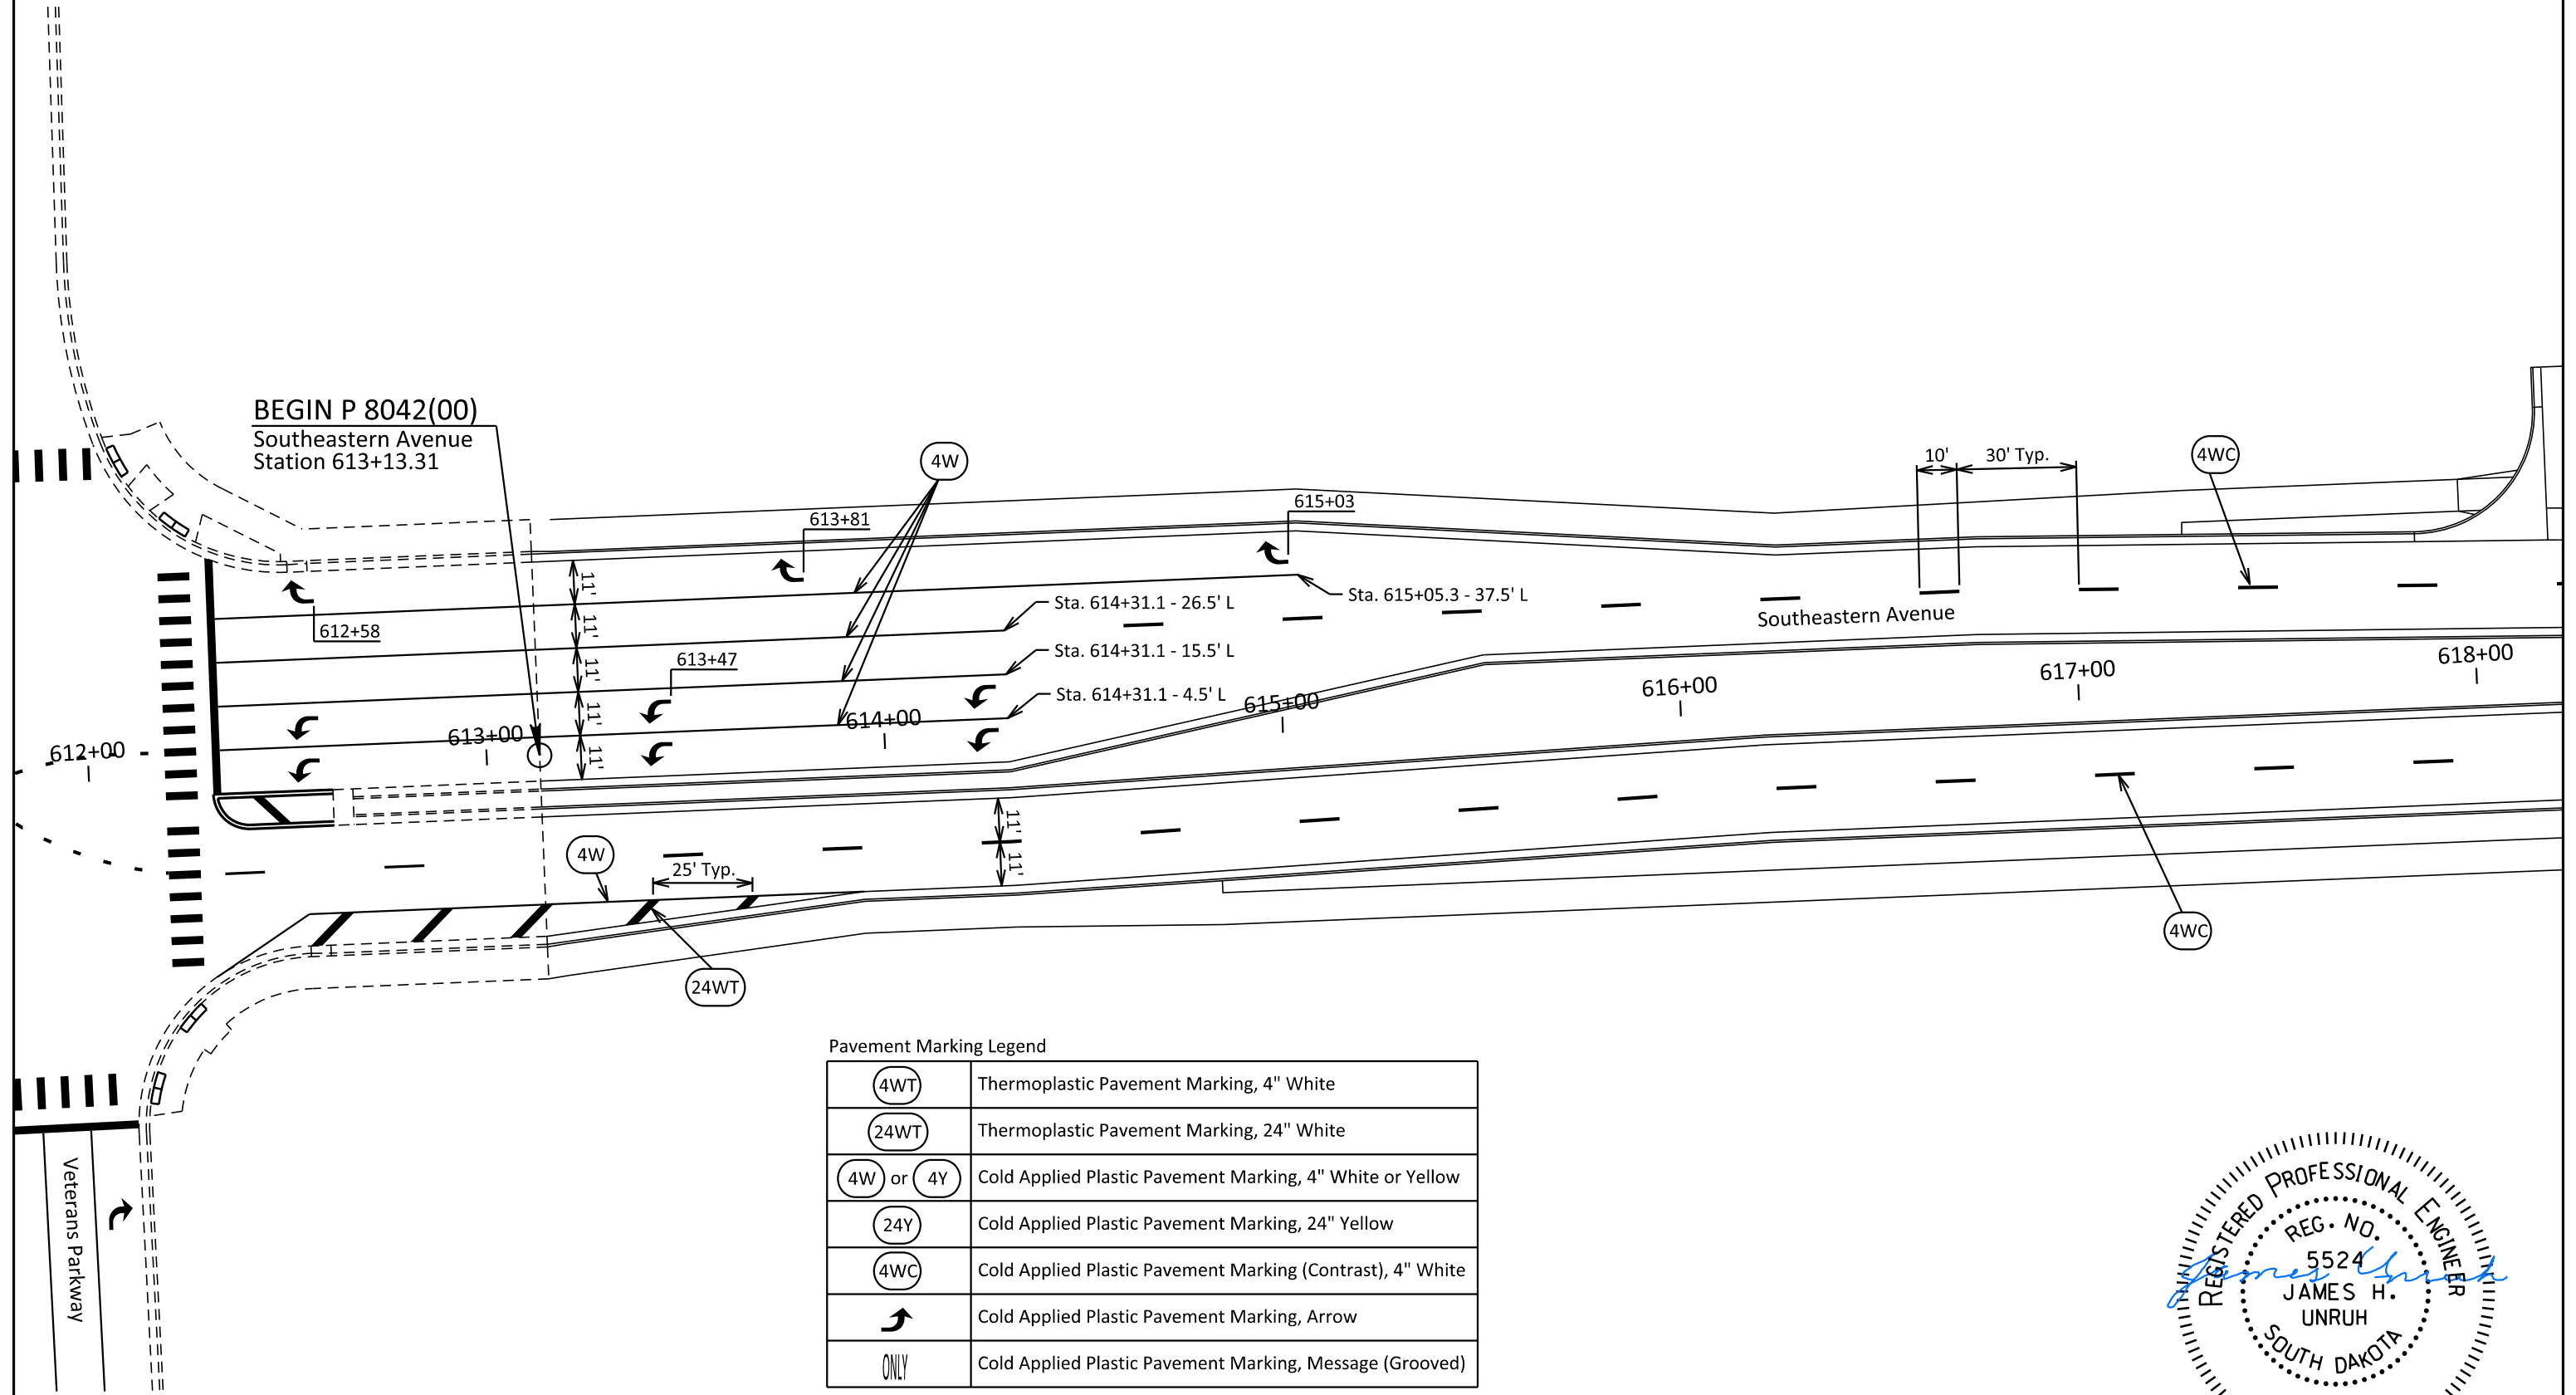 BEGIN P 8042(00)
Southeastern Avenue
Station 613+13.31
4W
613+81
615+03
10'
30' Typ.
4WC
612+58
11'
11'
11'
11'
11'
613+47
Sta. 614+31.1 - 26.5' L
Sta. 614+31.1 - 15.5' L
Sta. 614+31.1 - 4.5' L
Sta. 615+05.3 - 37.5' L
Southeastern Avenue
612+00
613+00
614+00
615+00
616+00
617+00
618+00
4W
25' Typ.
24WT
11'
11'
4WC
Veterans Parkway
Pavement Marking Legend
4WT Thermoplastic Pavement Marking, 4" White
24WT Thermoplastic Pavement Marking, 24" White
4W or 4Y Cold Applied Plastic Pavement Marking, 4" White or Yellow
24Y Cold Applied Plastic Pavement Marking, 24" Yellow
4WC Cold Applied Plastic Pavement Marking (Contrast), 4" White
Cold Applied Plastic Pavement Marking, Arrow
ONLY Cold Applied Plastic Pavement Marking, Message (Grooved)
REGISTERED PROFESSIONAL ENGINEER
REG. NO.
5524
JAMES H.
UNRUH
SOUTH DAKOTA
James Unruh